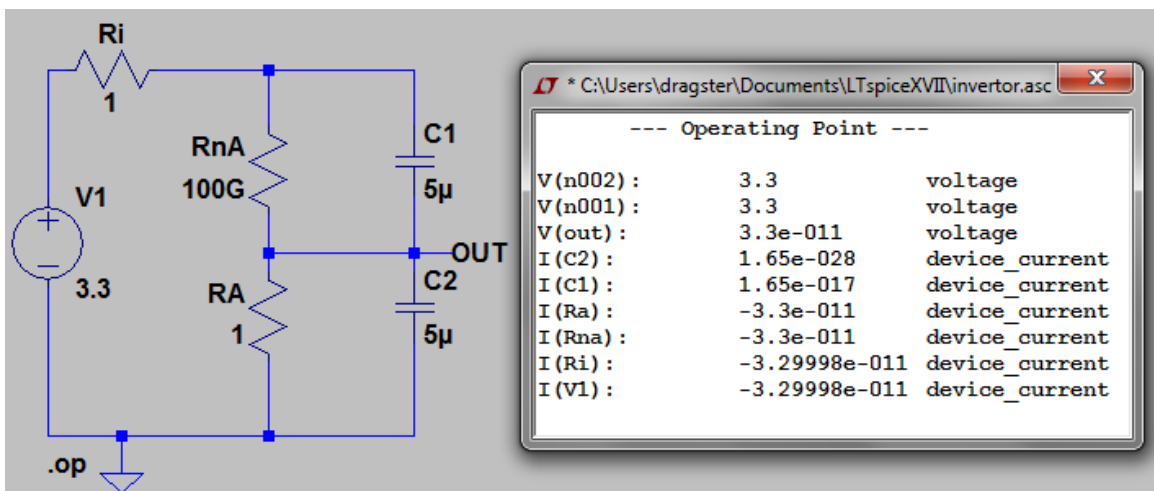 Ri
1
V1
3.3
RnA
100G
C1
5µ
OUT
RA
1
C2
5µ
.op
* C:\Users\dragster\Documents\LTspiceXVII\invertor.asc
X
--- Operating Point ---
V(n002): 3.3 voltage
V(n001): 3.3 voltage
V(out): 3.3e-011 voltage
I(C2): 1.65e-028 device_current
I(C1): 1.65e-017 device_current
I(Ra): -3.3e-011 device_current
I(Rna): -3.3e-011 device_current
I(Ri): -3.29998e-011 device_current
I(V1): -3.29998e-011 device_current